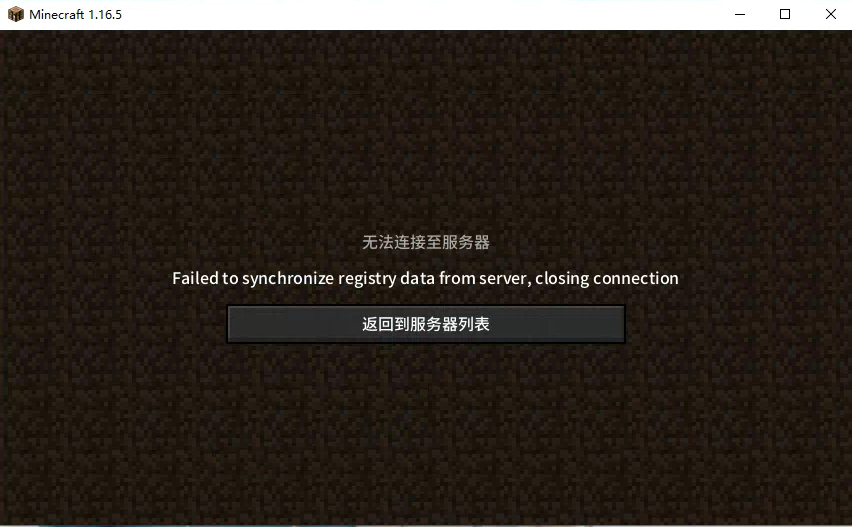 Minecraft 1.16.5
无法连接至服务器
Failed to synchronize registry data from server, closing connection
返回到服务器列表